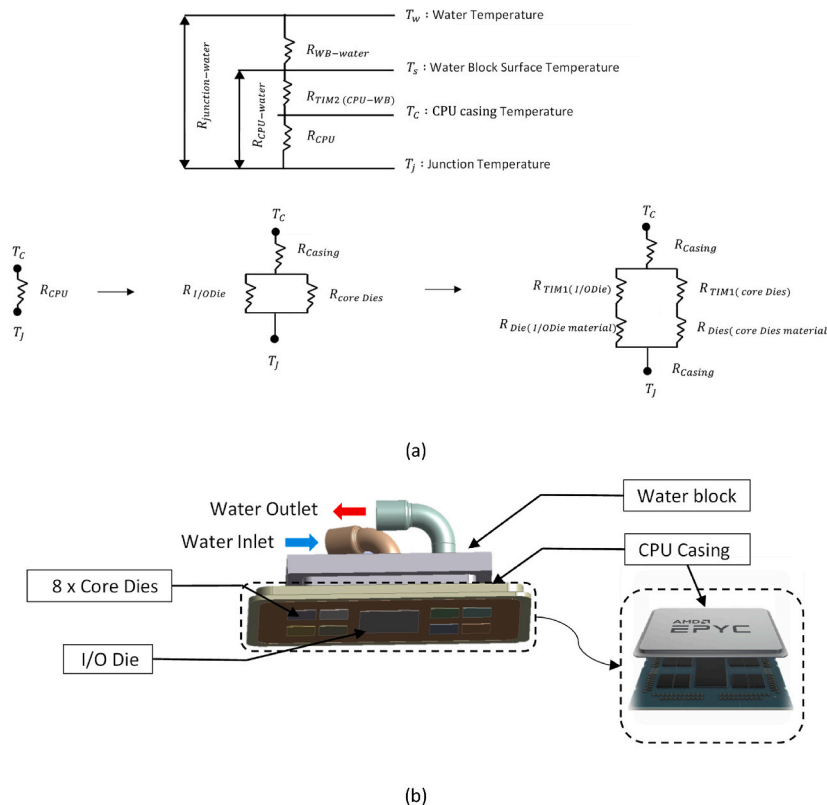 T_w : Water Temperature
R_WB−water
T_s : Water Block Surface Temperature
R_junction−water
R_CPU−water
R_TIM2 (CPU−WB)
T_C : CPU casing Temperature
R_CPU
T_j : Junction Temperature
T_C
R_CPU
T_J
T_C
R_Casing
R_I/ODie
R_core Dies
T_J
T_C
R_Casing
R_TIM1(I/ODie)
R_TIM1(core Dies)
R_Die(I/ODie material)
R_Dies(core Dies material
R_Casing
T_J
(a)
Water Outlet
Water Inlet
Water block
CPU Casing
8 x Core Dies
I/O Die
AMD
EPYC
(b)